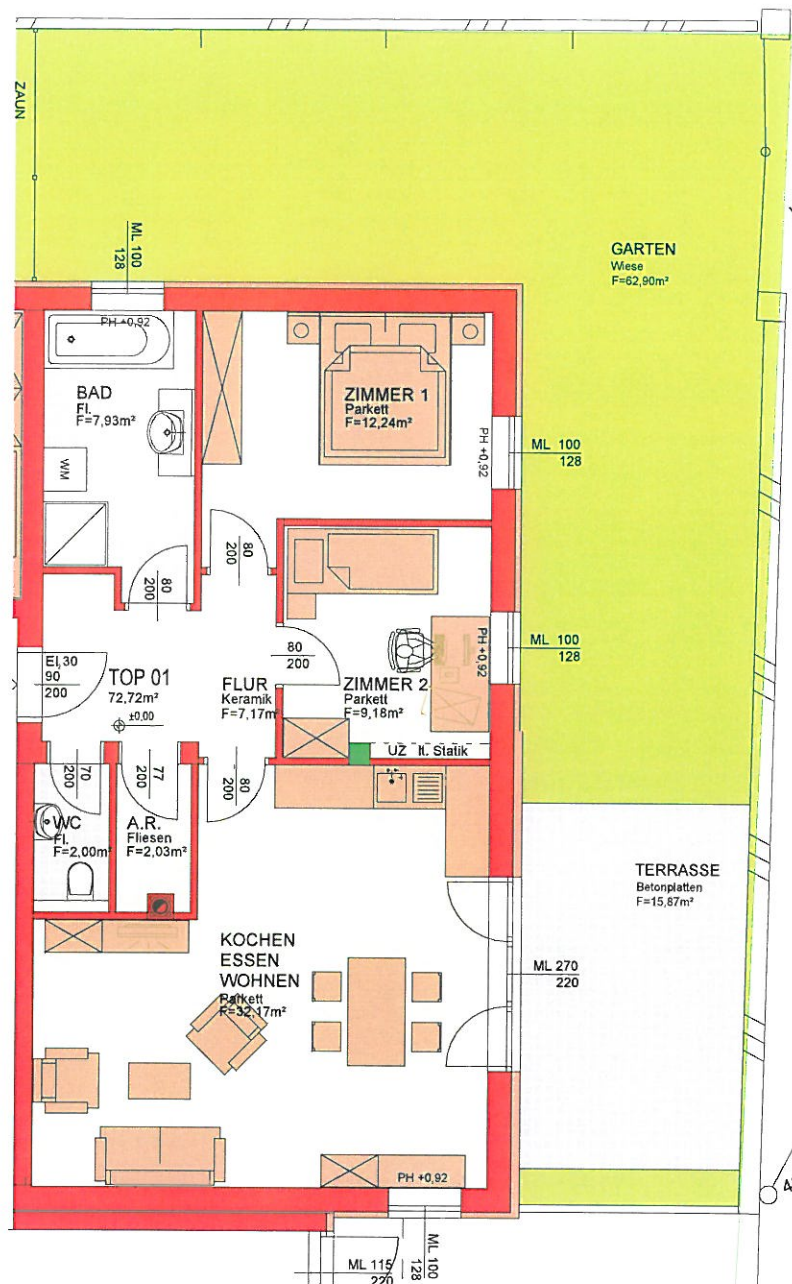 ZAUN
ML 100
128
GARTEN
Wiese
F=62,90m²
PH +0,92
BAD
Fl.
F=7,93m²
WM
ZIMMER 1
Parkett
F=12,24m²
PH +0,92
ML 100
128
80
200
80
200
EI,30
90
200
TOP 01
72,72m²
±0,00
FLUR
Keramik
F=7,17m²
80
200
ZIMMER 2
Parkett
F=9,18m²
PH +0,92
ML 100
128
UZ lt. Statik
70
200
77
200
80
200
WC
Fl.
F=2,00m²
A.R.
Fliesen
F=2,03m²
TERRASSE
Betonplatten
F=15,87m²
KOCHEN
ESSEN
WOHNEN
Parkett
F=32,17m²
ML 270
220
PH +0,92
ML 115
220
ML 100
128